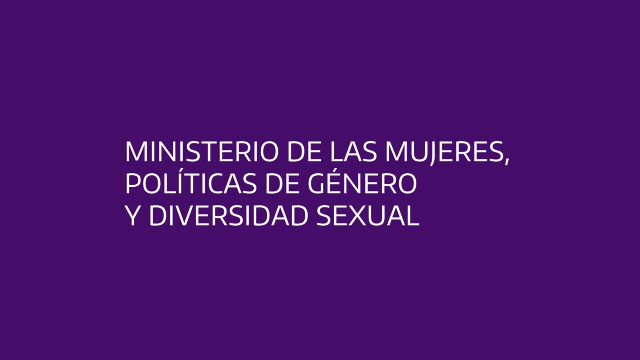 MINISTERIO DE LAS MUJERES,
POLÍTICAS DE GÉNERO
Y DIVERSIDAD SEXUAL